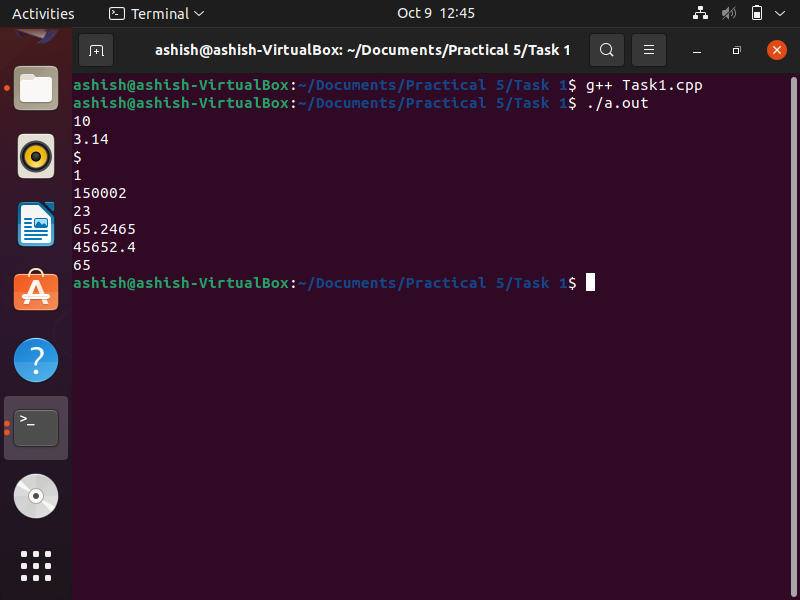 Activities
Terminal
Oct 9 12:45
ashish@ashish-VirtualBox: ~/Documents/Practical 5/Task 1
ashish@ashish-VirtualBox:~/Documents/Practical 5/Task 1$ g++ Task1.cpp
ashish@ashish-VirtualBox:~/Documents/Practical 5/Task 1$ ./a.out
10
3.14
$
1
150002
23
65.2465
45652.4
65
ashish@ashish-VirtualBox:~/Documents/Practical 5/Task 1$